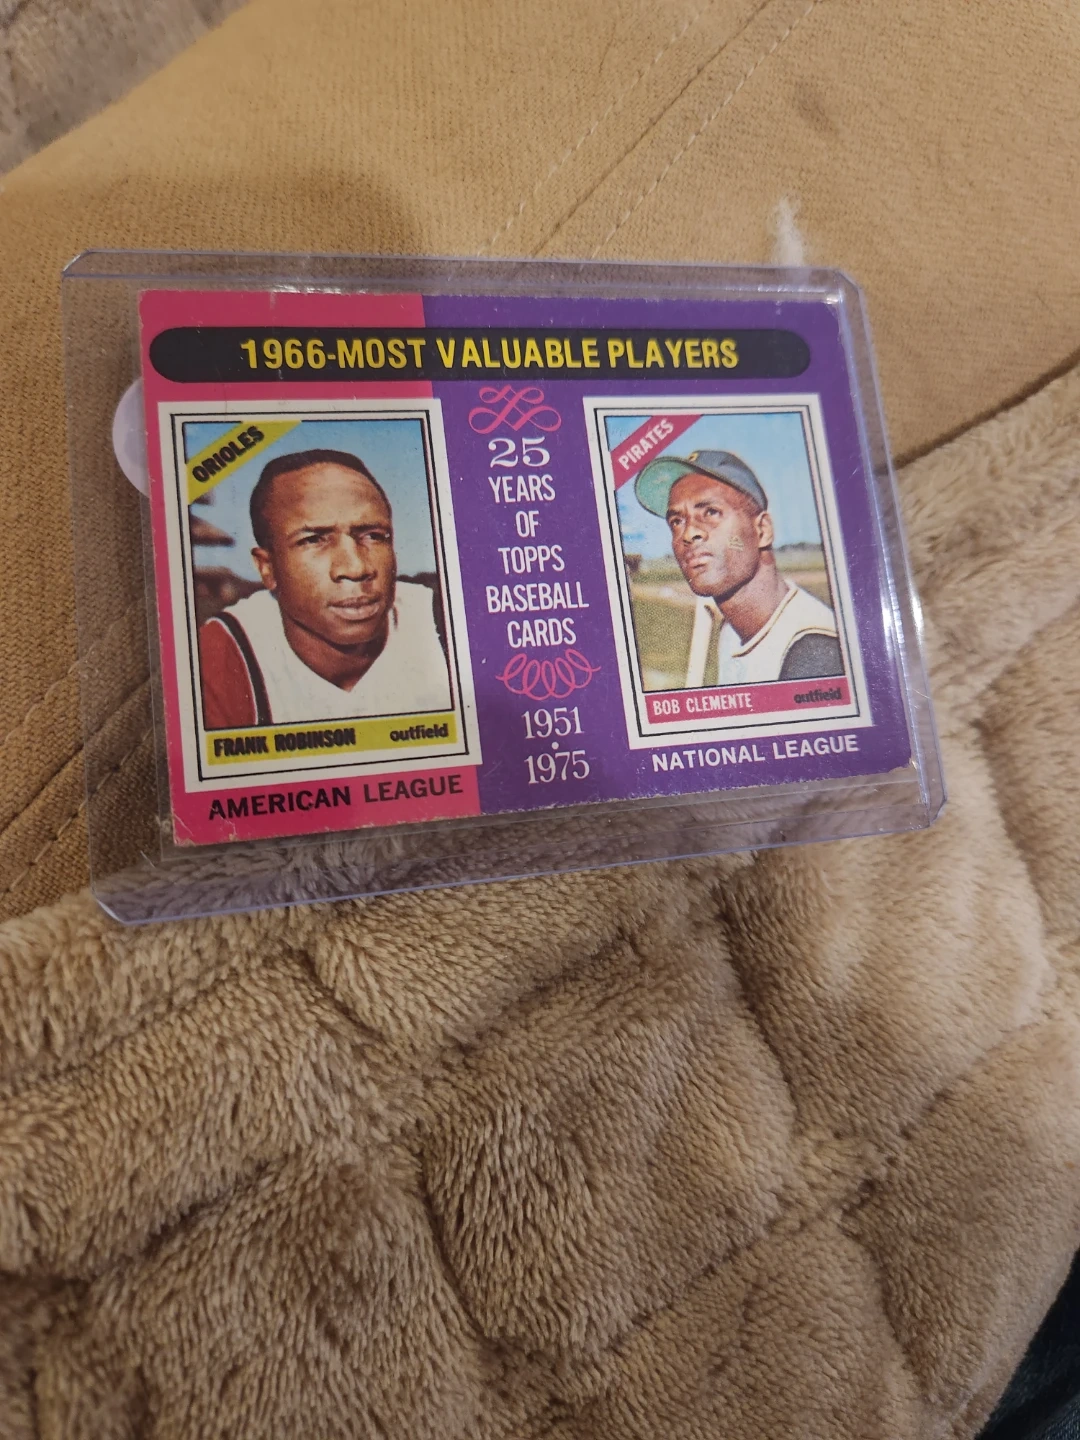 1966-MOST VALUABLE PLAYERS
ORIOLES
FRANK ROBINSON outfield
AMERICAN LEAGUE
25
YEARS
OF
TOPPS
BASEBALL
CARDS
1951
•
1975
PIRATES
BOB CLEMENTE outfield
NATIONAL LEAGUE